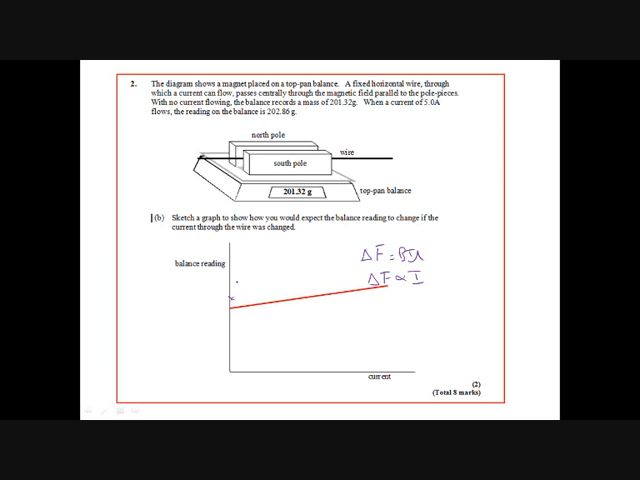 2. The diagram shows a magnet placed on a top-pan balance. A fixed horizontal wire, through
which a current can flow, passes centrally through the magnetic field parallel to the pole-pieces.
With no current flowing, the balance records a mass of 201.32g. When a current of 5.0A
flows, the reading on the balance is 202.86 g.
north pole
wire
south pole
201.32 g
top-pan balance
(b) Sketch a graph to show how you would expect the balance reading to change if the
current through the wire was changed.
balance reading
ΔF = BIl
ΔF ∝ I
current
(2)
(Total 8 marks)